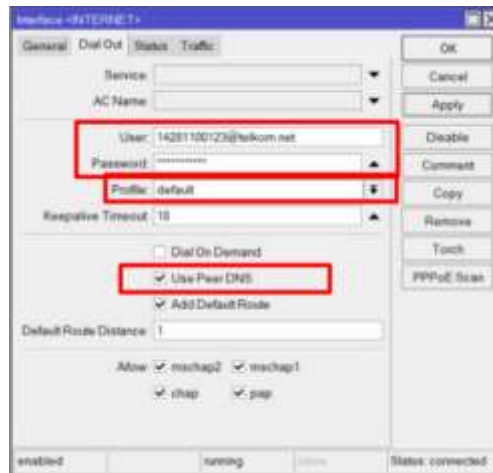 Interface <INTERNET>
General Dial Out Status Traffic
Service:
AC Name:
User: 14281100123@telkom.net
Password: ***********
Profile: default
Keepalive Timeout: 10
Dial On Demand
Use Peer DNS
Add Default Route
Default Route Distance: 1
Allow: mschap2 mschap1
chap pap
OK
Cancel
Apply
Disable
Comment
Copy
Remove
Torch
PPPoE Scan
enabled running Status: connected